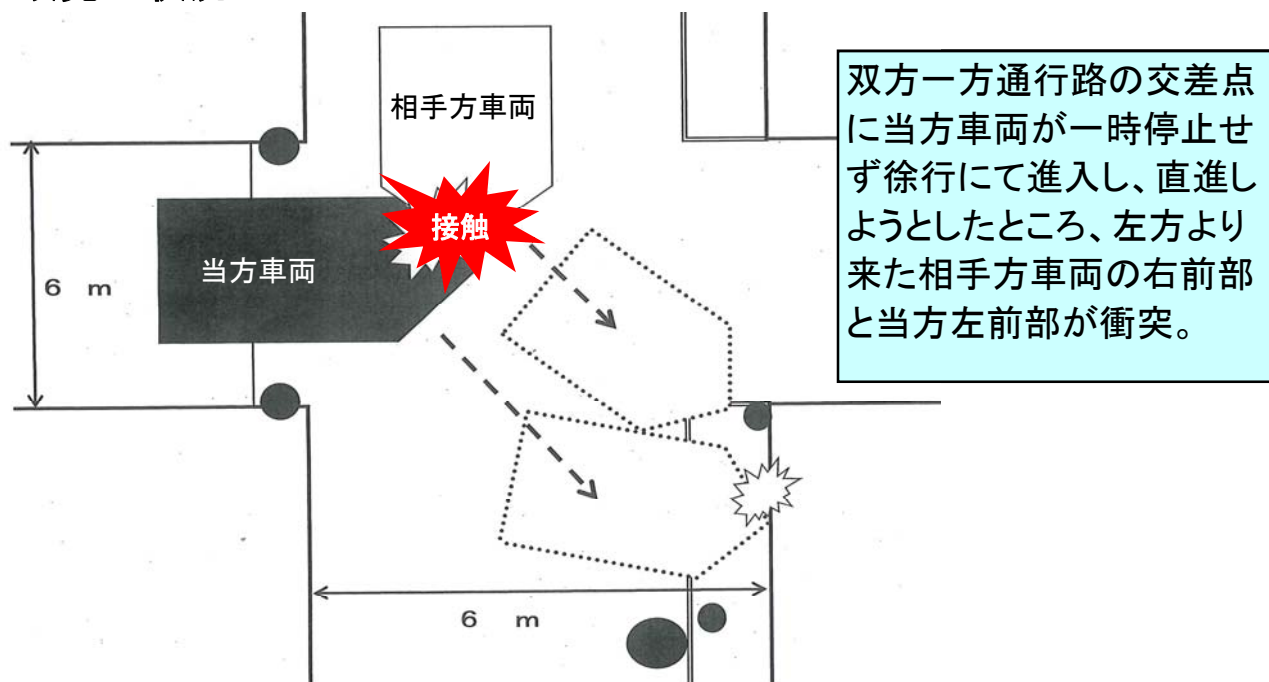 相手方車両
接触
当方車両
6 m
6 m
双方一方通行路の交差点
に当方車両が一時停止せ
ず徐行にて進入し、直進し
ようとしたところ、左方より
来た相手方車両の右前部
と当方左前部が衝突。